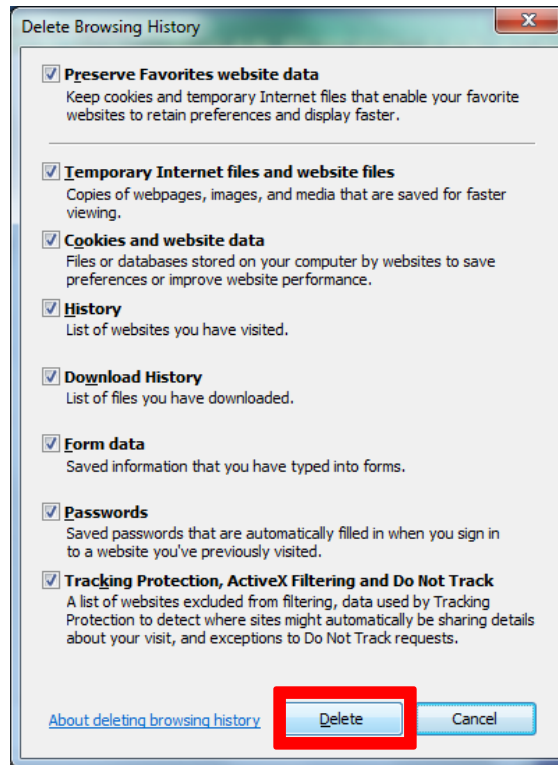 Delete Browsing History
Preserve Favorites website data
Keep cookies and temporary Internet files that enable your favorite
websites to retain preferences and display faster.
Temporary Internet files and website files
Copies of webpages, images, and media that are saved for faster
viewing.
Cookies and website data
Files or databases stored on your computer by websites to save
preferences or improve website performance.
History
List of websites you have visited.
Download History
List of files you have downloaded.
Form data
Saved information that you have typed into forms.
Passwords
Saved passwords that are automatically filled in when you sign in
to a website you've previously visited.
Tracking Protection, ActiveX Filtering and Do Not Track
A list of websites excluded from filtering, data used by Tracking
Protection to detect where sites might automatically be sharing details
about your visit, and exceptions to Do Not Track requests.
About deleting browsing history Delete Cancel